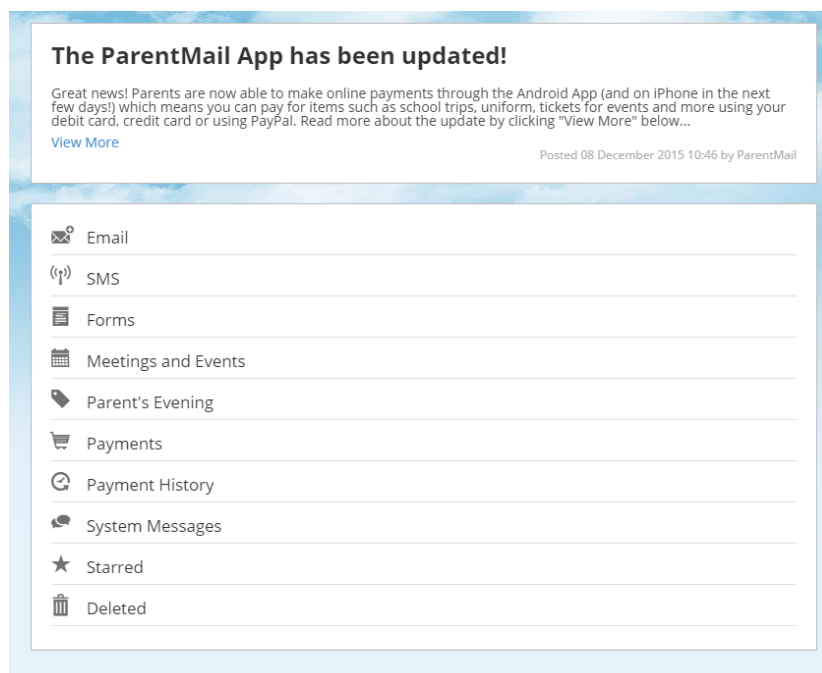 The ParentMail App has been updated!
Great news! Parents are now able to make online payments through the Android App (and on iPhone in the next
few days!) which means you can pay for items such as school trips, uniform, tickets for events and more using your
debit card, credit card or using PayPal. Read more about the update by clicking "View More" below...
View More
Posted 08 December 2015 10:46 by ParentMail
Email
SMS
Forms
Meetings and Events
Parent's Evening
Payments
Payment History
System Messages
Starred
Deleted